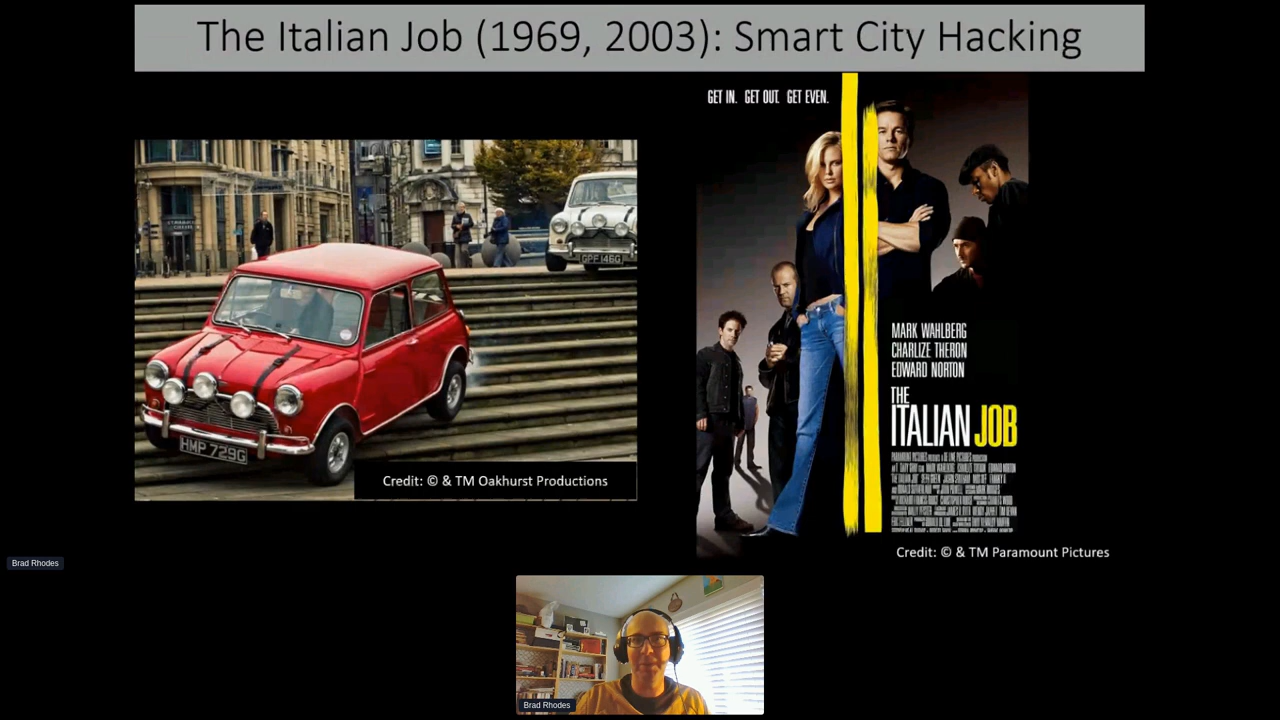 The Italian Job (1969, 2003): Smart City Hacking
GET IN. GET OUT. GET EVEN.
GPF 146G
HMP 729G
Credit: © & TM Oakhurst Productions
MARK WAHLBERG
CHARLIZE THERON
EDWARD NORTON
THE
ITALIAN JOB
Credit: © & TM Paramount Pictures
Brad Rhodes
Brad Rhodes